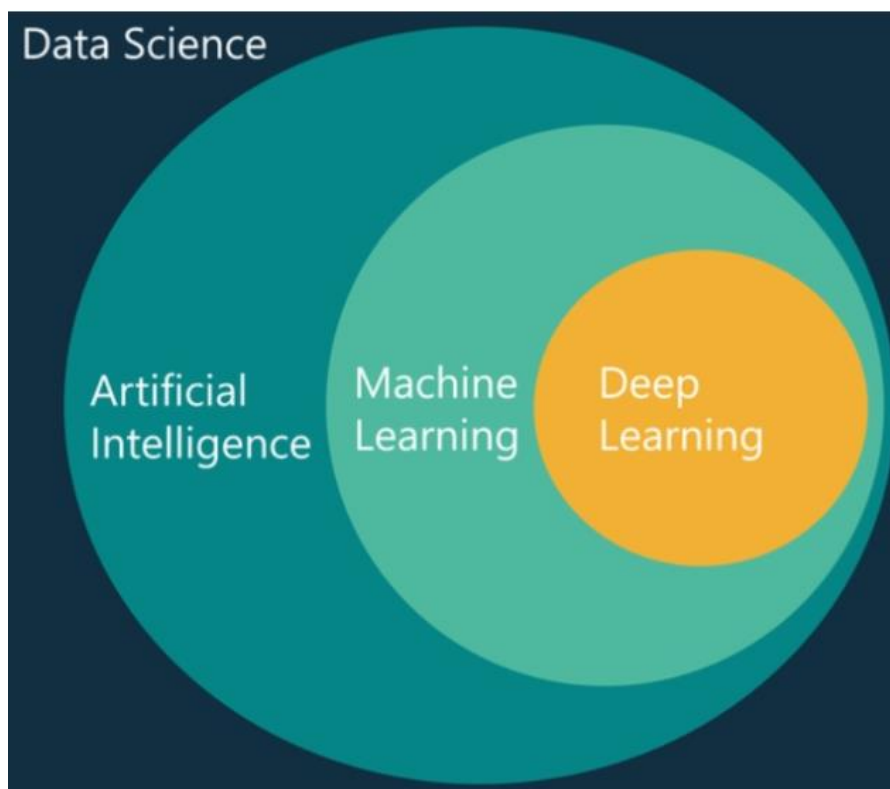 Data Science
Artificial
Intelligence
Machine
Learning
Deep
Learning